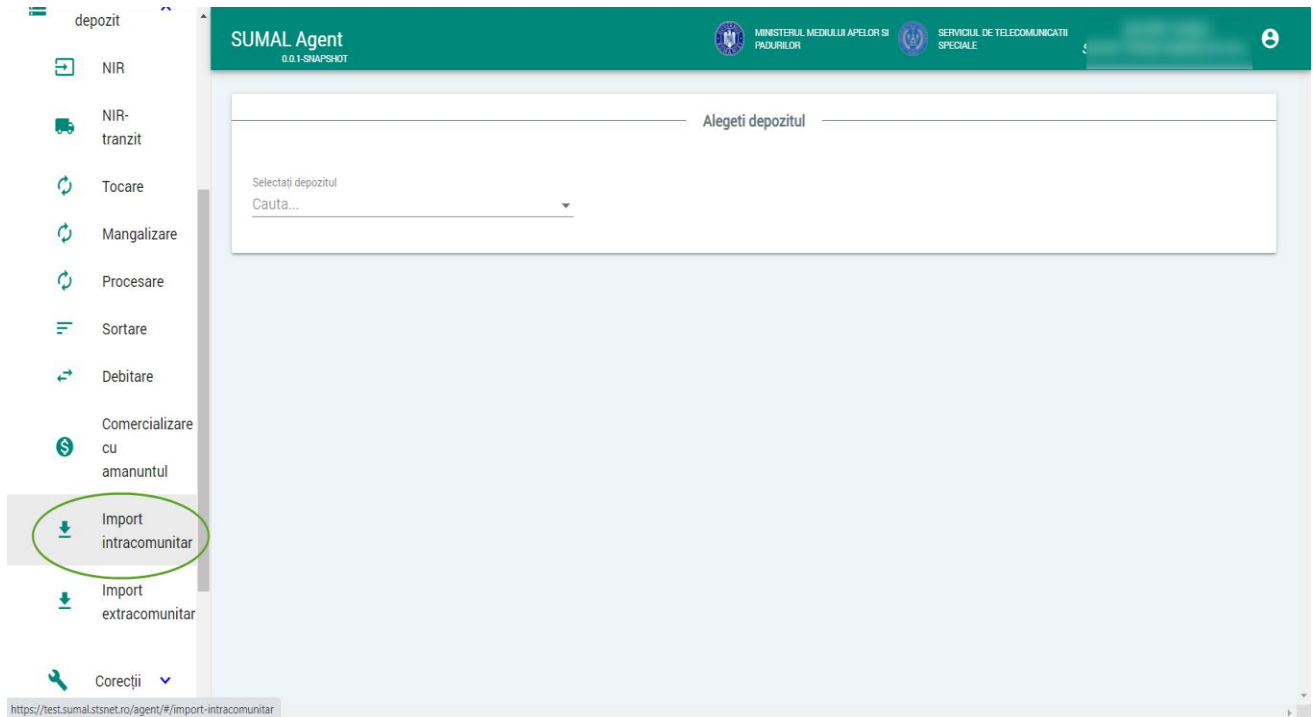 depozit
NIR
NIR-
tranzit
Tocare
Mangalizare
Procesare
Sortare
Debitare
Comercializare
cu
amanuntul
Import
intracomunitar
Import
extracomunitar
Corecții
https://test.sumal.stsnet.ro/agent/#/import-intracomunitar
SUMAL Agent
0.0.1-SNAPSHOT
MINISTERUL MEDIULUI APELOR SI
PADURILOR
SERVICIUL DE TELECOMUNICATII
SPECIALE
Alegeti depozitul
Selectați depozitul
Cauta...